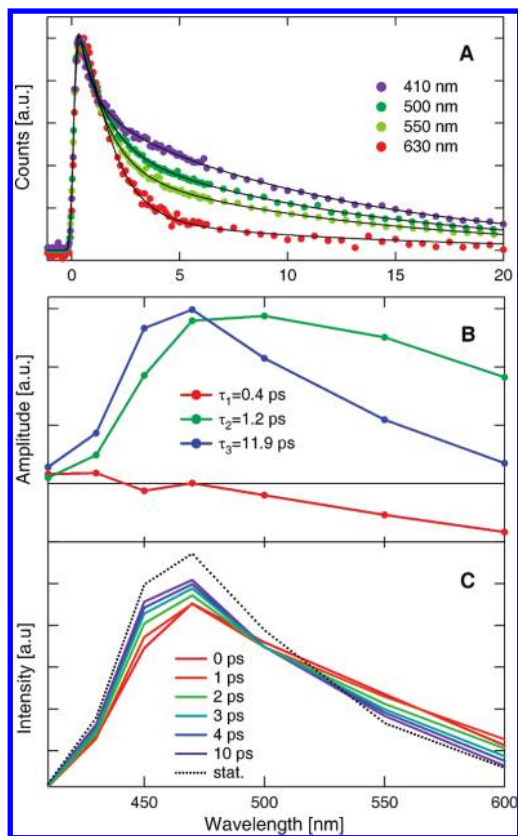 A
Counts [a.u.]
410 nm
500 nm
550 nm
630 nm
0
5
10
15
20
B
Amplitude [a.u.]
τ1=0.4 ps
τ2=1.2 ps
τ3=11.9 ps
C
Intensity [a.u]
0 ps
1 ps
2 ps
3 ps
4 ps
10 ps
stat.
450
500
550
600
Wavelength [nm]